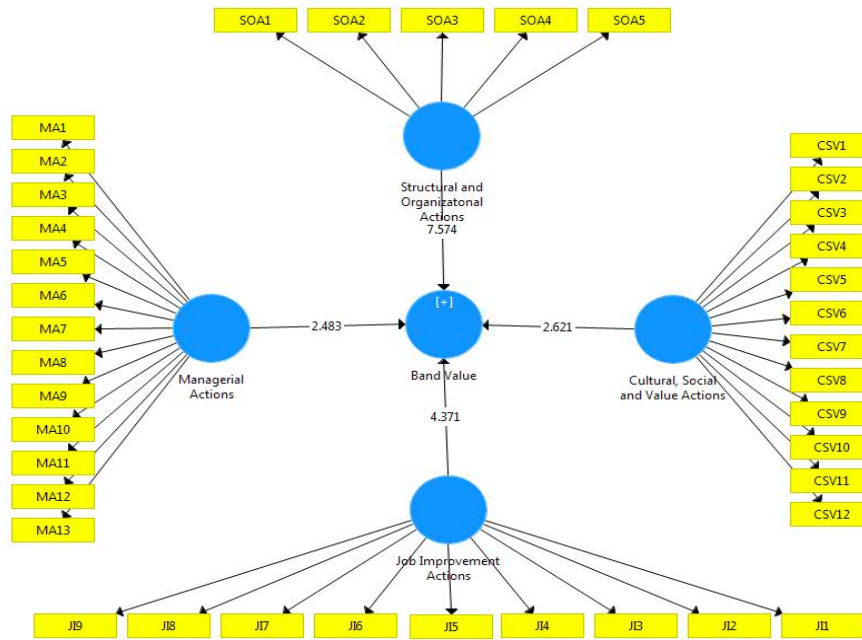 SOA1
SOA2
SOA3
SOA4
SOA5
MA1
MA2
MA3
MA4
MA5
MA6
MA7
MA8
MA9
MA10
MA11
MA12
MA13
Structural and
Organizatonal
Actions
7.574
CSV1
CSV2
CSV3
CSV4
CSV5
CSV6
CSV7
CSV8
CSV9
CSV10
CSV11
CSV12
[+]
2.483
2.621
Managerial
Actions
Band Value
Cultural, Social
and Value Actions
4.371
Job Improvement
Actions
JI9
JI8
JI7
JI6
JI5
JI4
JI3
JI2
JI1